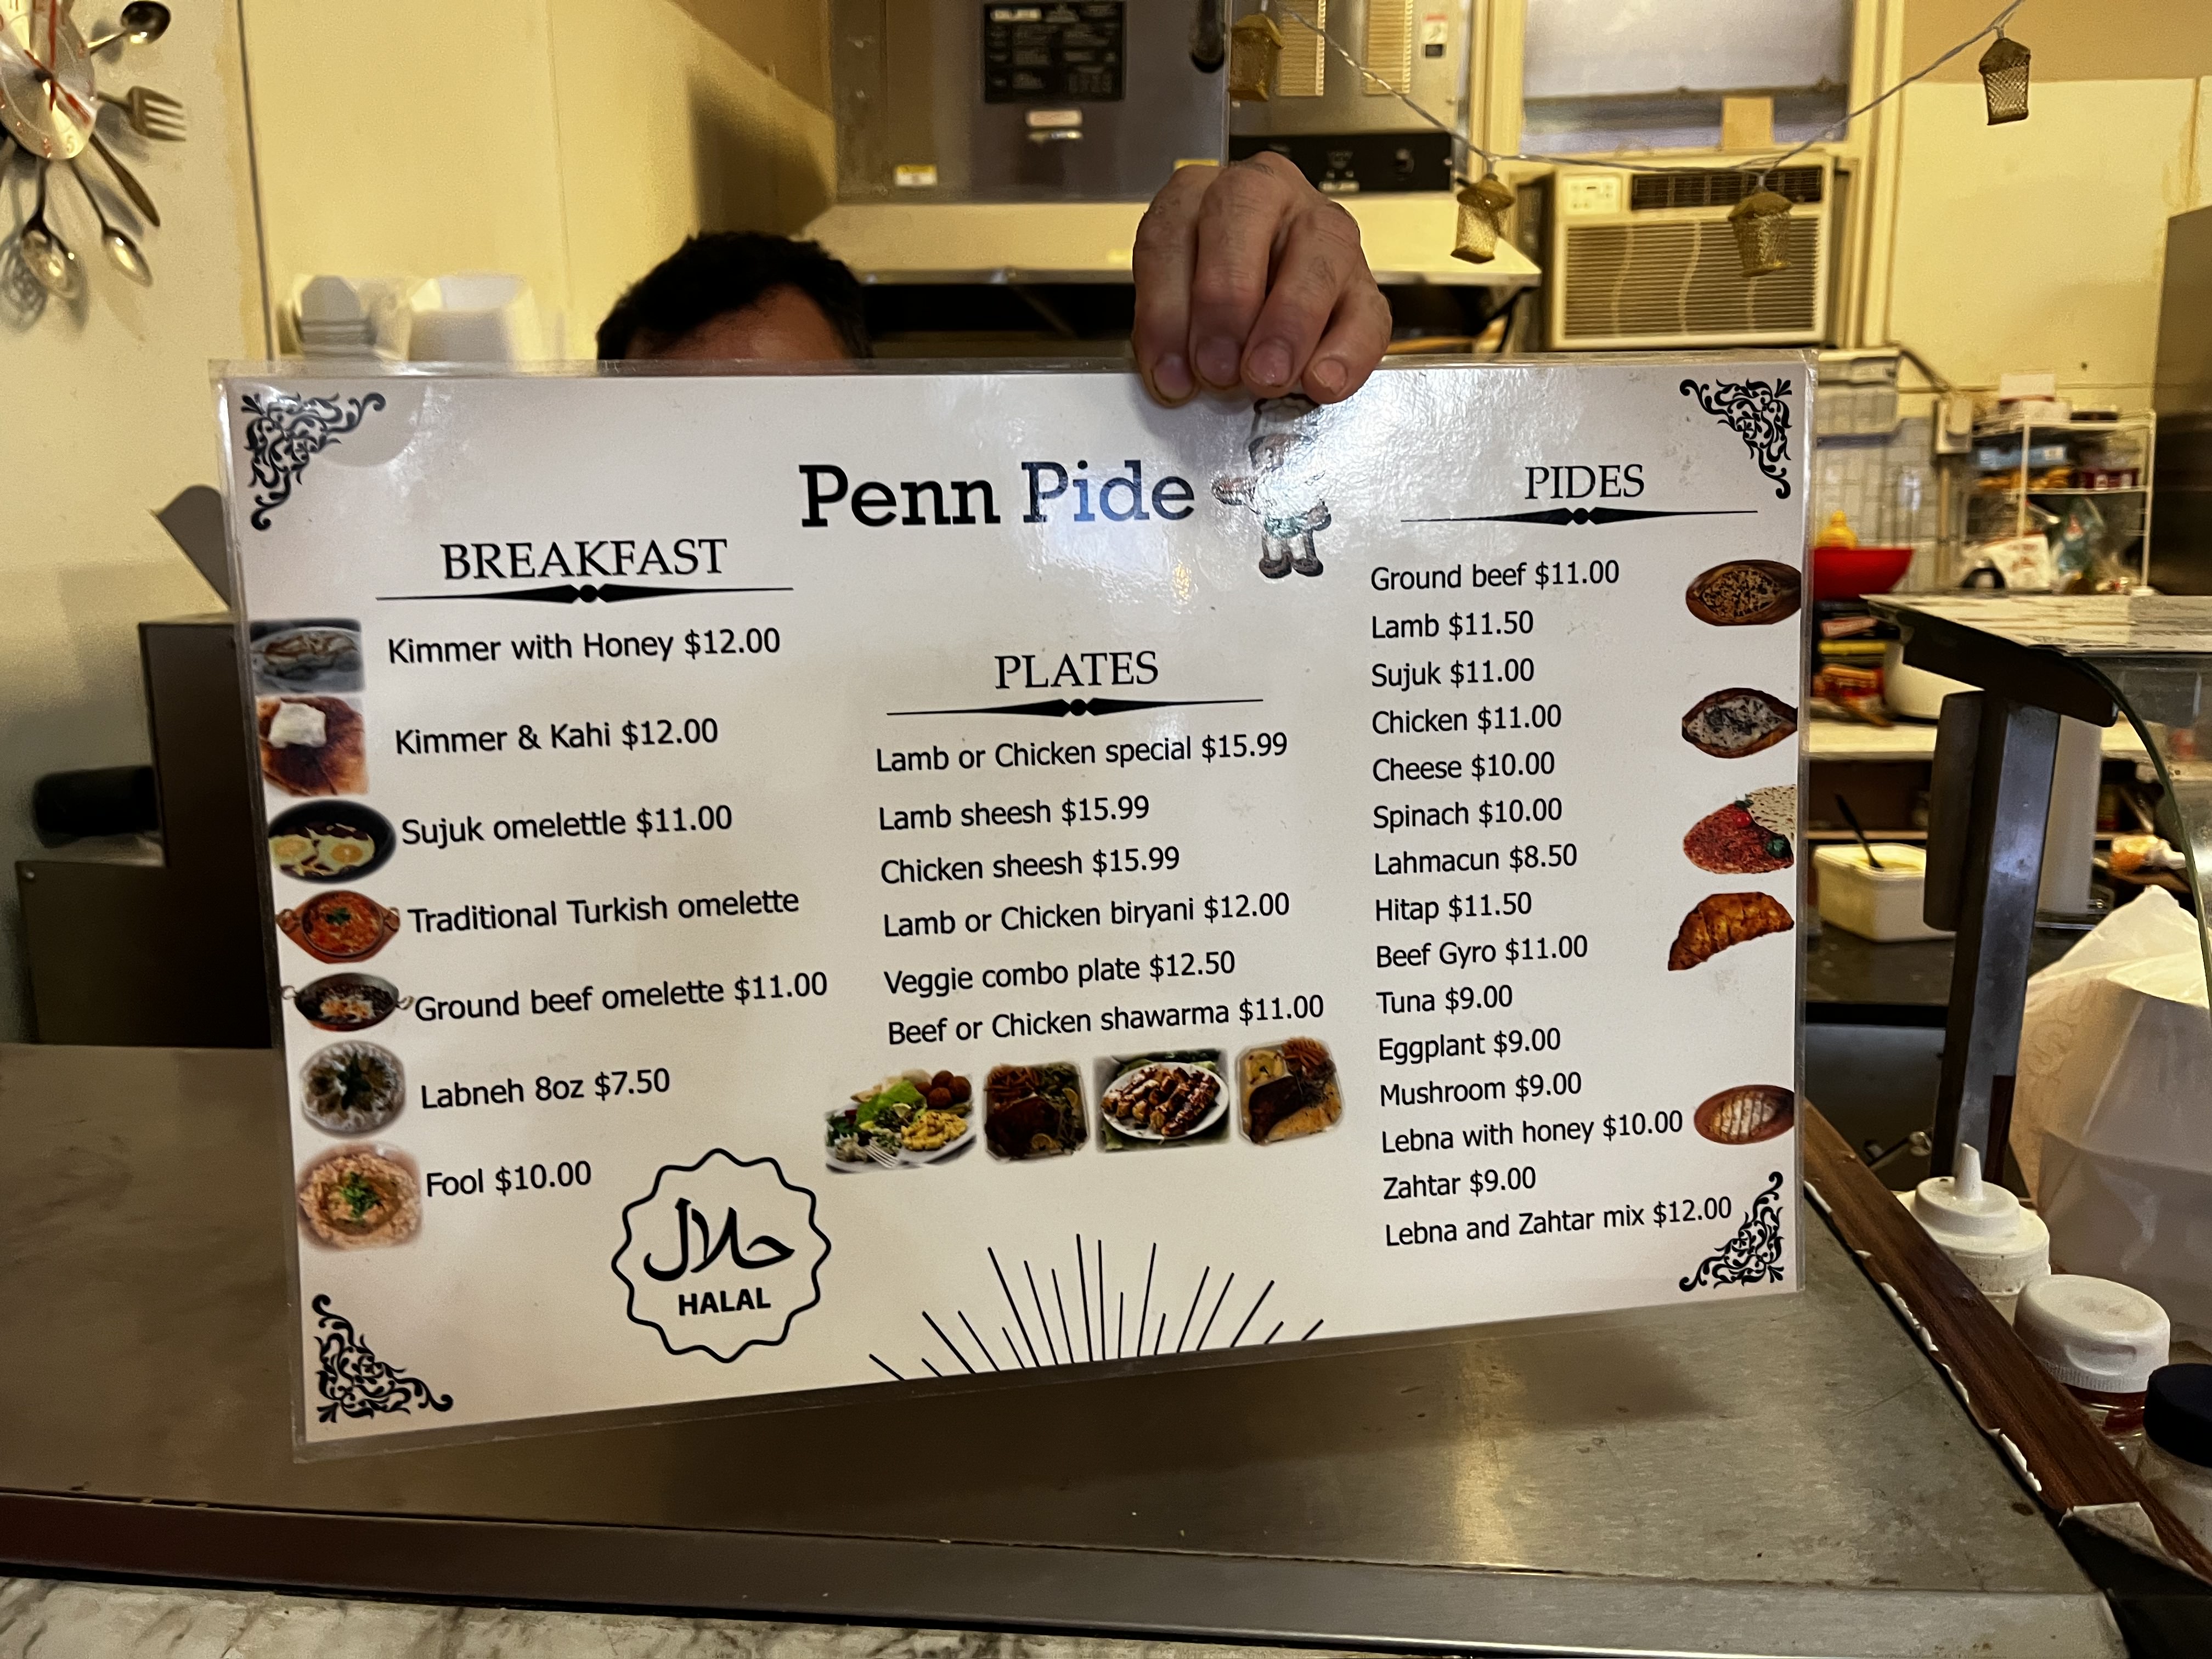 Penn Pide
BREAKFAST
Kimmer with Honey $12.00
Kimmer & Kahi $12.00
Sujuk omelettle $11.00
Traditional Turkish omelette
Ground beef omelette $11.00
Labneh 8oz $7.50
Fool $10.00
حلال
HALAL
PLATES
Lamb or Chicken special $15.99
Lamb sheesh $15.99
Chicken sheesh $15.99
Lamb or Chicken biryani $12.00
Veggie combo plate $12.50
Beef or Chicken shawarma $11.00
PIDES
Ground beef $11.00
Lamb $11.50
Sujuk $11.00
Chicken $11.00
Cheese $10.00
Spinach $10.00
Lahmacun $8.50
Hitap $11.50
Beef Gyro $11.00
Tuna $9.00
Eggplant $9.00
Mushroom $9.00
Lebna with honey $10.00
Zahtar $9.00
Lebna and Zahtar mix $12.00